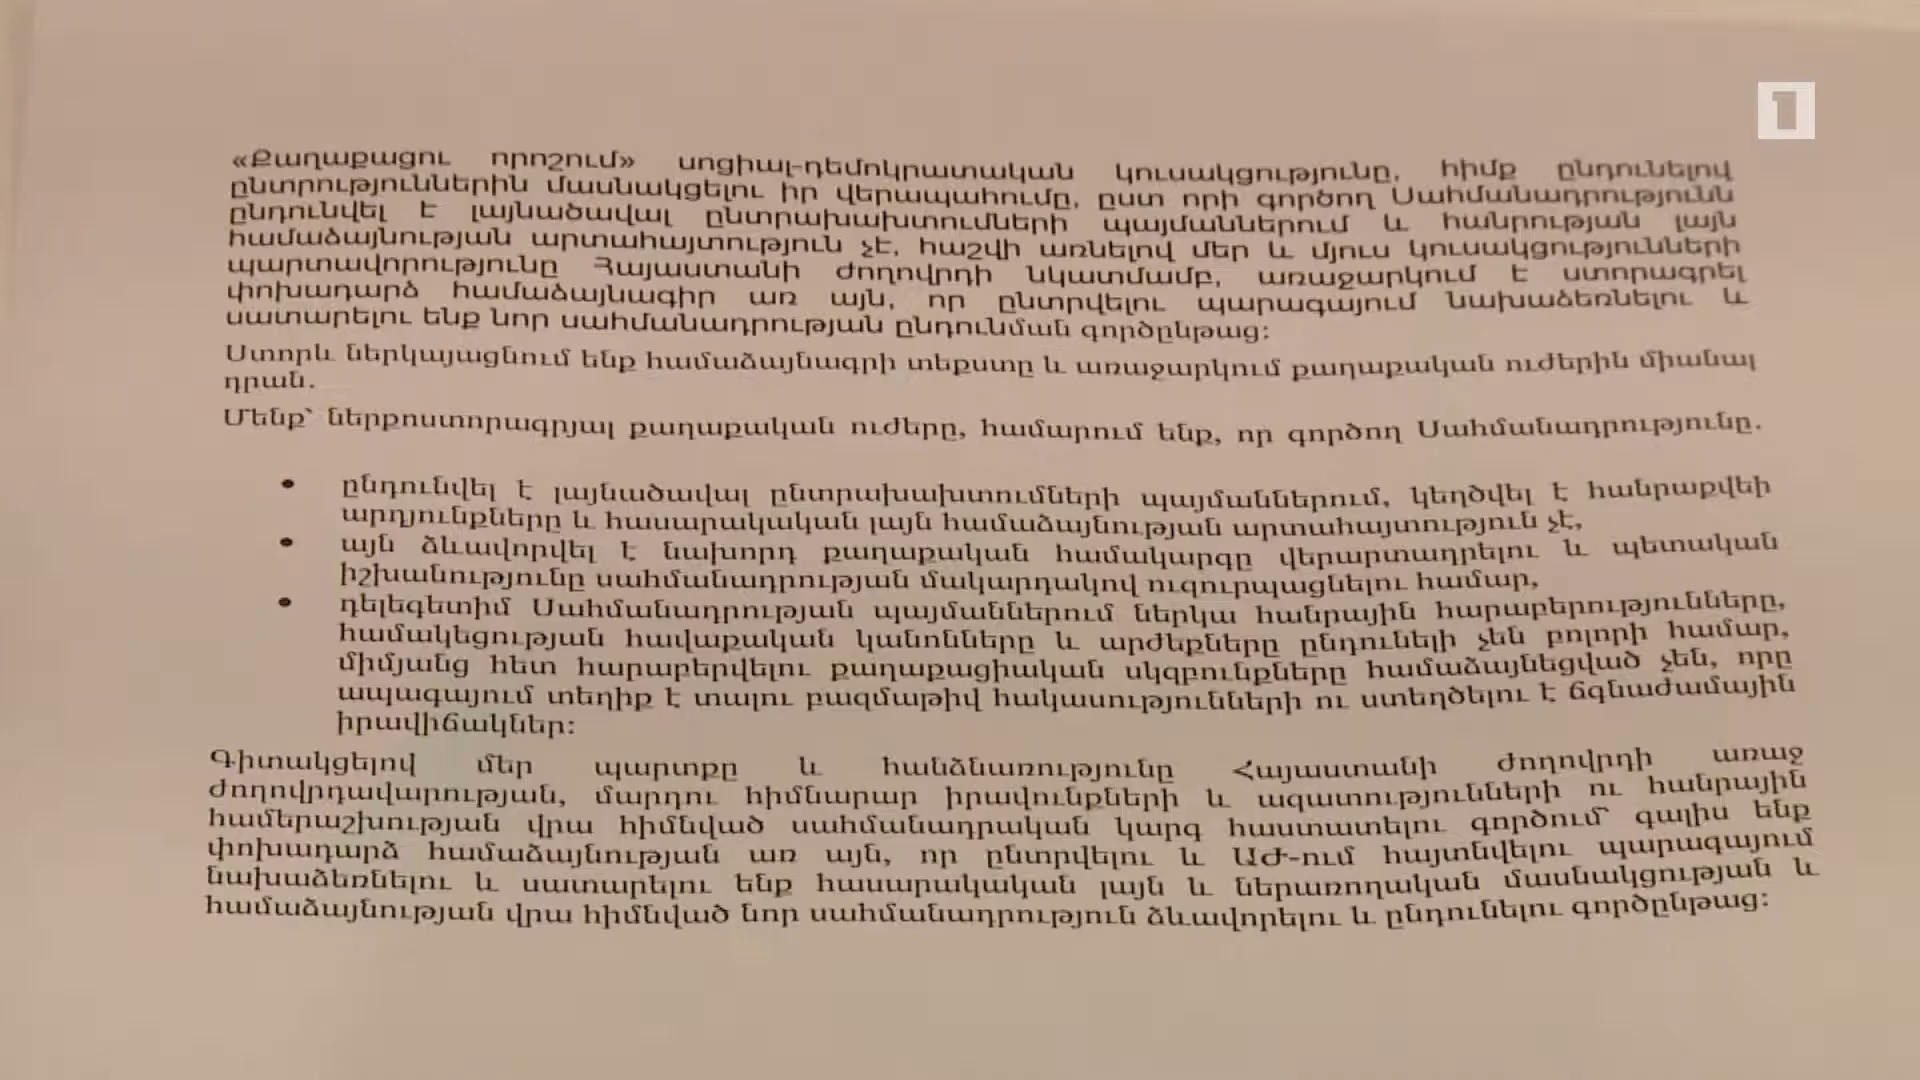 1
«Քաղաքացու որոշում» սոցիալ-դեմոկրատական կուսակցությունը, հիմք ընդունելով
ընտրություններին մասնակցելու իր վերապահումը, ըստ որի գործող Սահմանադրությունն
ընդունվել է լայնածավալ ընտրախախտումների պայմաններում և հանրության լայն
համաձայնության արտահայտություն չէ, հաշվի առնելով մեր և մյուս կուսակցությունների
պարտավորությունը Հայաստանի ժողովրդի նկատմամբ, առաջարկում է ստորագրել
փոխադարձ համաձայնագիր առ այն, որ ընտրվելու պարագայում նախաձեռնելու և
սատարելու ենք նոր սահմանադրության ընդունման գործընթաց:
Ստորև ներկայացնում ենք համաձայնագրի տեքստը և առաջարկում քաղաքական ուժերին միանալ
դրան.
Մենք՝ ներքոստորագրյալ քաղաքական ուժերը, համարում ենք, որ գործող Սահմանադրությունը.
• ընդունվել է լայնածավալ ընտրախախտումների պայմաններում, կեղծվել է հանրաքվեի
արդյունքները և հասարակական լայն համաձայնության արտահայտություն չէ,
• այն ձևավորվել է նախորդ քաղաքական համակարգը վերարտադրելու և պետական
իշխանությունը սահմանադրության մակարդակով ուզուրպացնելու համար,
• դելեգետիմ Սահմանադրության պայմաններում ներկա հանրային հարաբերությունները,
համակեցության հավաքական կանոնները և արժեքները ընդունելի չեն բոլորի համար,
միմյանց հետ հարաբերվելու քաղաքացիական սկզբունքները համաձայնեցված չեն, որը
ապագայում տեղիք է տալու բազմաթիվ հակասությունների ու ստեղծելու է ճգնաժամային
իրավիճակներ:
Գիտակցելով մեր պարտքը և հանձնառությունը Հայաստանի ժողովրդի առաջ
ժողովրդավարության, մարդու հիմնարար իրավունքների և ազատությունների ու հանրային
համերաշխության վրա հիմնված սահմանադրական կարգ հաստատելու գործում՝ գալիս ենք
փոխադարձ համաձայնության առ այն, որ ընտրվելու և ԱԺ-ում հայտնվելու պարագայում
նախաձեռնելու և սատարելու ենք հասարակական լայն և ներառողական մասնակցության և
համաձայնության վրա հիմնված նոր սահմանադրություն ձևավորելու և ընդունելու գործընթաց: